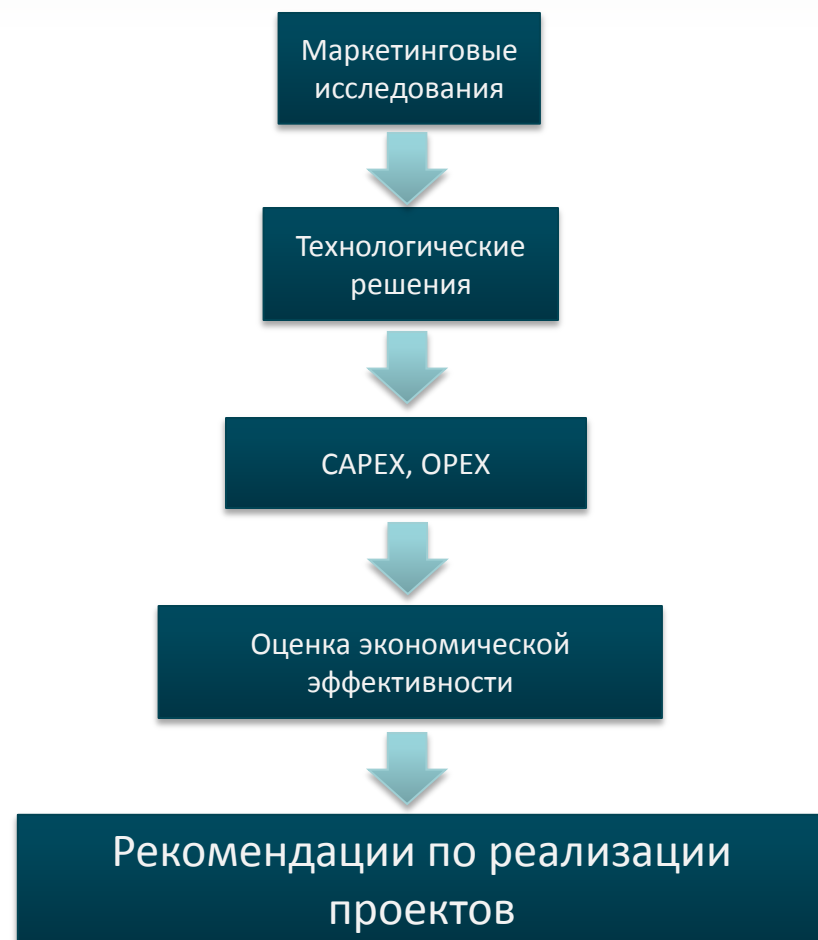 Маркетинговые
исследования
Технологические
решения
CAPEX, OPEX
Оценка экономической
эффективности
Рекомендации по реализации
проектов